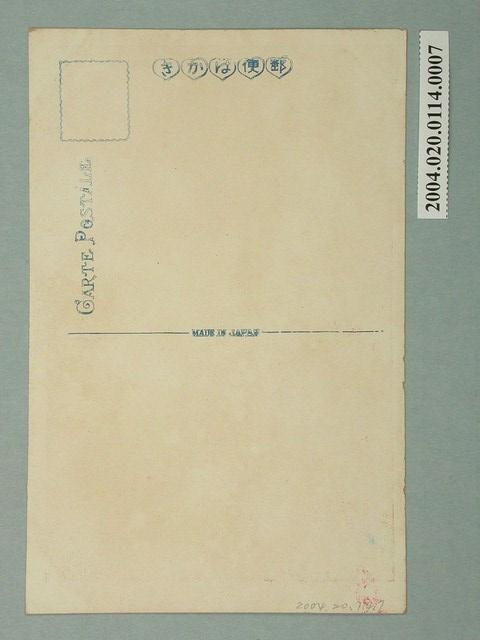 きかは便郵
CARTE POSTALE
MADE IN JAPAN
2004.020.0114.0007